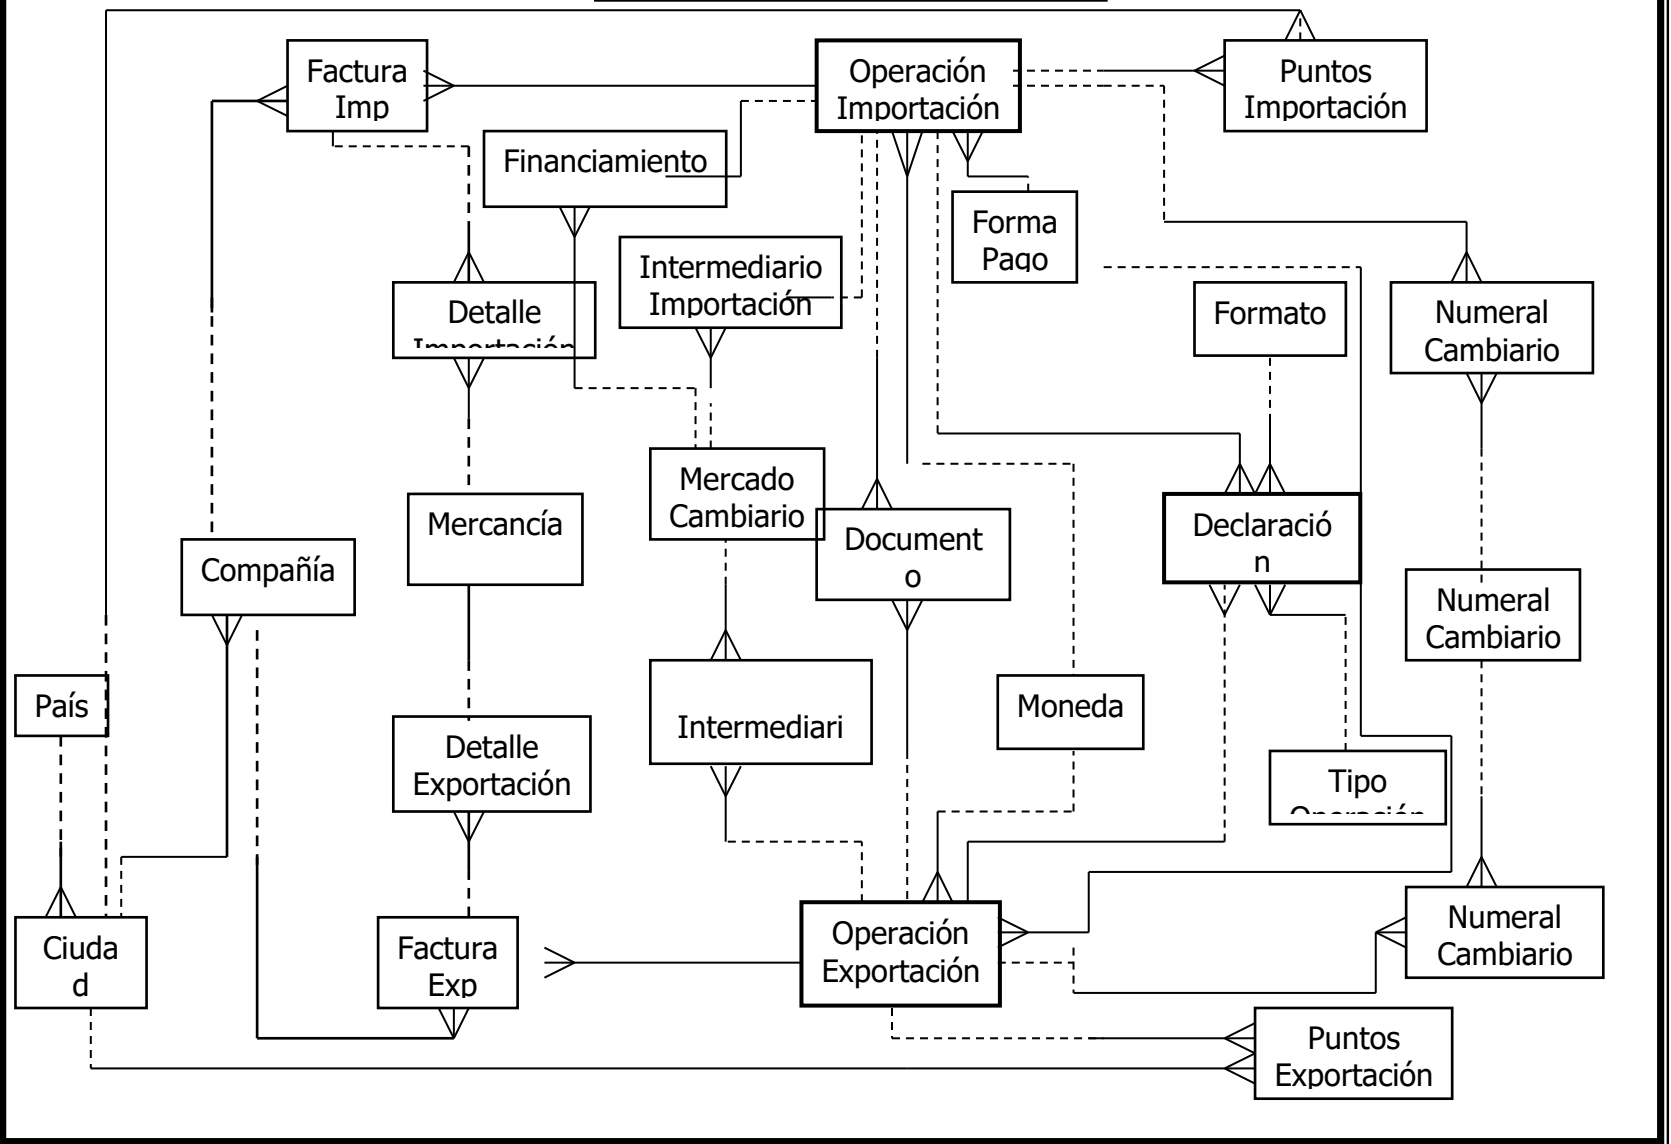 Factura
Imp
Operación
Importación
Puntos
Importación
Financiamiento
Forma
Pago
Intermediario
Importación
Detalle
Importación
Formato
Numeral
Cambiario
Mercado
Cambiario
Mercancía
Document
o
Declaració
n
Compañía
Numeral
Cambiario
País
Intermediari
Moneda
Detalle
Exportación
Tipo
Operación
Ciuda
d
Factura
Exp
Operación
Exportación
Numeral
Cambiario
Puntos
Exportación